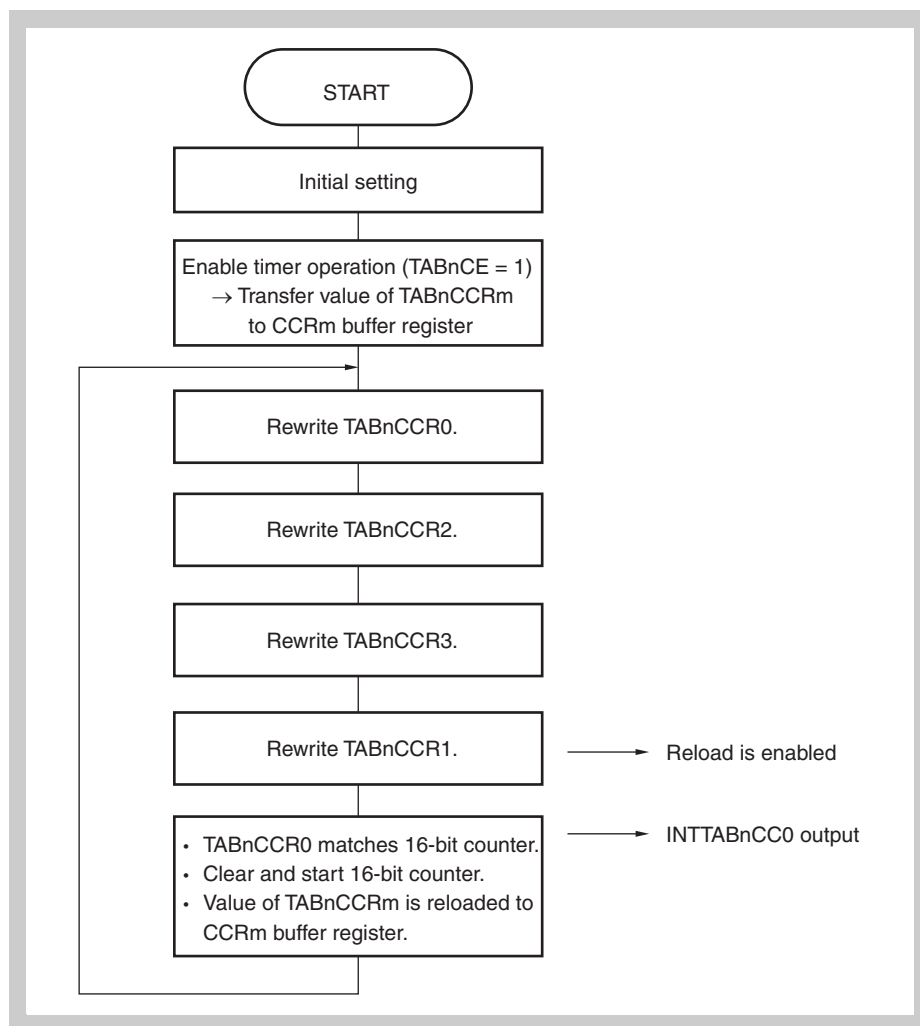 START
Initial setting
Enable timer operation (TABnCE = 1)
→ Transfer value of TABnCCRm
to CCRm buffer register
Rewrite TABnCCR0.
Rewrite TABnCCR2.
Rewrite TABnCCR3.
Rewrite TABnCCR1.
Reload is enabled
• TABnCCR0 matches 16-bit counter.
• Clear and start 16-bit counter.
• Value of TABnCCRm is reloaded to
CCRm buffer register.
INTTABnCC0 output